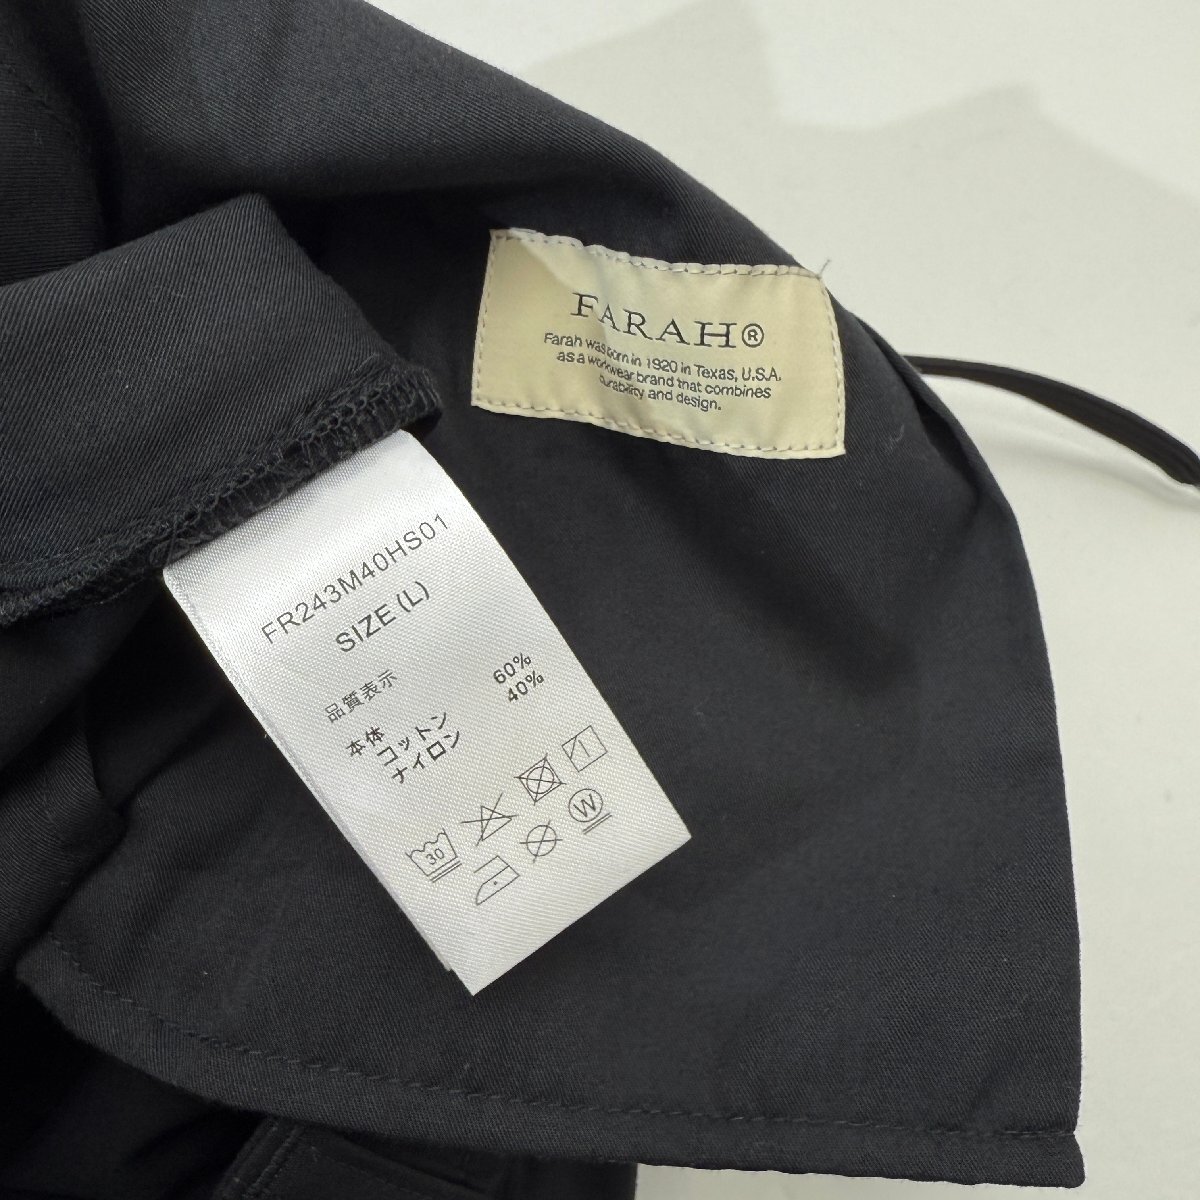 FARAH®
Farah was born in 1920 in Texas, U.S.A.
as a workwear brand that combines
durability and design.
FR243M40HS01
SIZE (L)
品質表示
本体
コットン 60%
ナイロン 40%
30
W